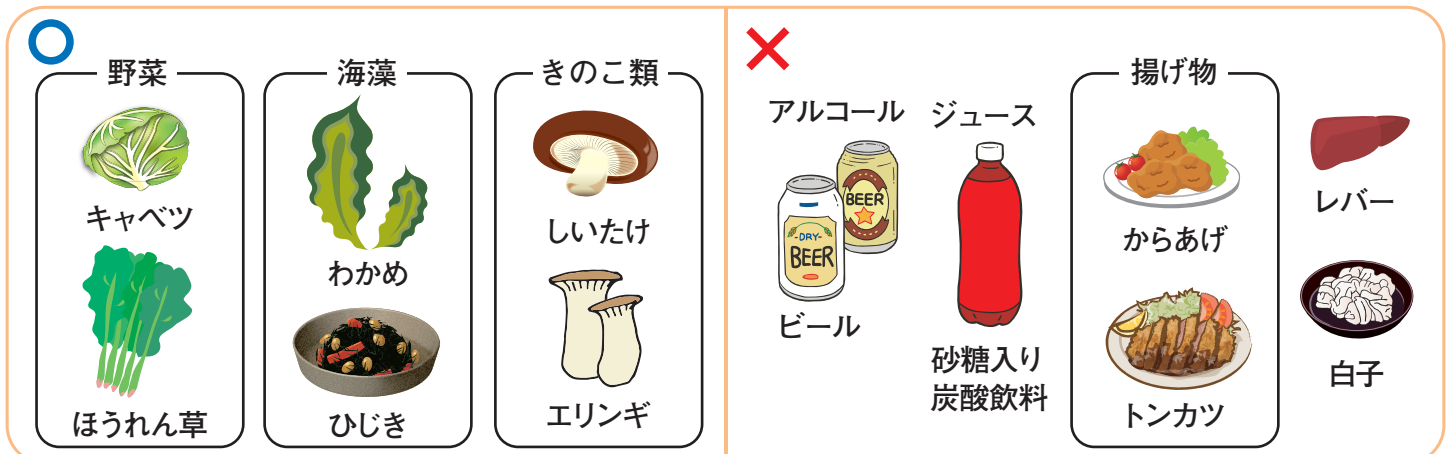 野菜
キャベツ
ほうれん草
海藻
わかめ
ひじき
きのこ類
しいたけ
エリンギ
アルコール
BEER
-DRY-
BEER
ビール
ジュース
砂糖入り
炭酸飲料
揚げ物
からあげ
トンカツ
レバー
白子